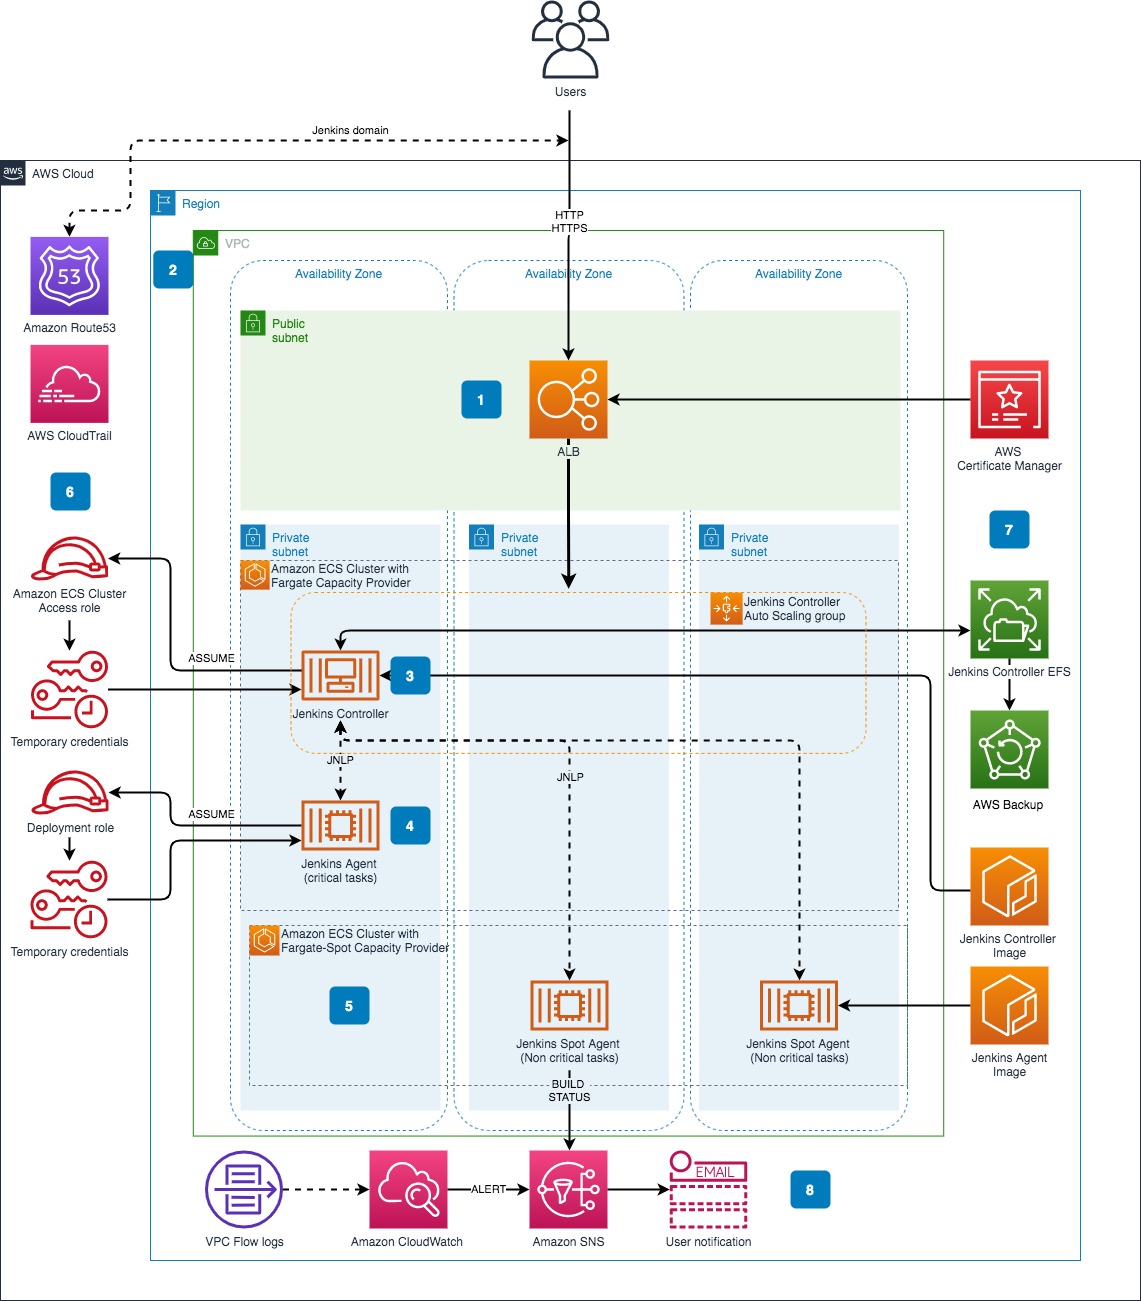 Users
Jenkins domain
aws
AWS Cloud
Region
HTTP
HTTPS
VPC
2
Availability Zone
Availability Zone
Availability Zone
53
Amazon Route53
Public
subnet
1
ALB
AWS CloudTrail
AWS
Certificate Manager
6
7
Private
subnet
Private
subnet
Private
subnet
Amazon ECS Cluster with
Fargate Capacity Provider
Amazon ECS Cluster
Access role
Jenkins Controller
Auto Scaling group
ASSUME
3
Jenkins Controller EFS
Jenkins Controller
Temporary credentials
JNLP
JNLP
AWS Backup
ASSUME
4
Deployment role
Jenkins Agent
(critical tasks)
Temporary credentials
Amazon ECS Cluster with
Fargate-Spot Capacity Provider
Jenkins Controller
Image
5
Jenkins Spot Agent
(Non critical tasks)
Jenkins Spot Agent
(Non critical tasks)
Jenkins Agent
Image
BUILD
STATUS
EMAIL
ALERT
8
VPC Flow logs
Amazon CloudWatch
Amazon SNS
User notification